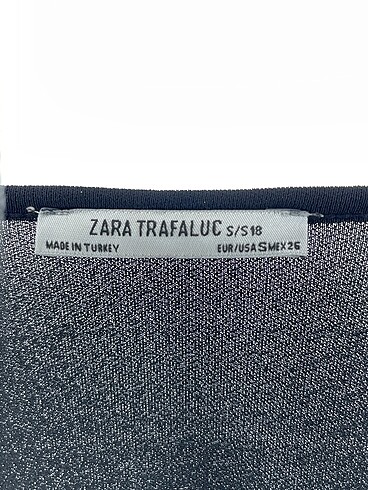 ZARA TRAFALUC S/S18
MADE IN TURKEY EUR/USA S MEX 26